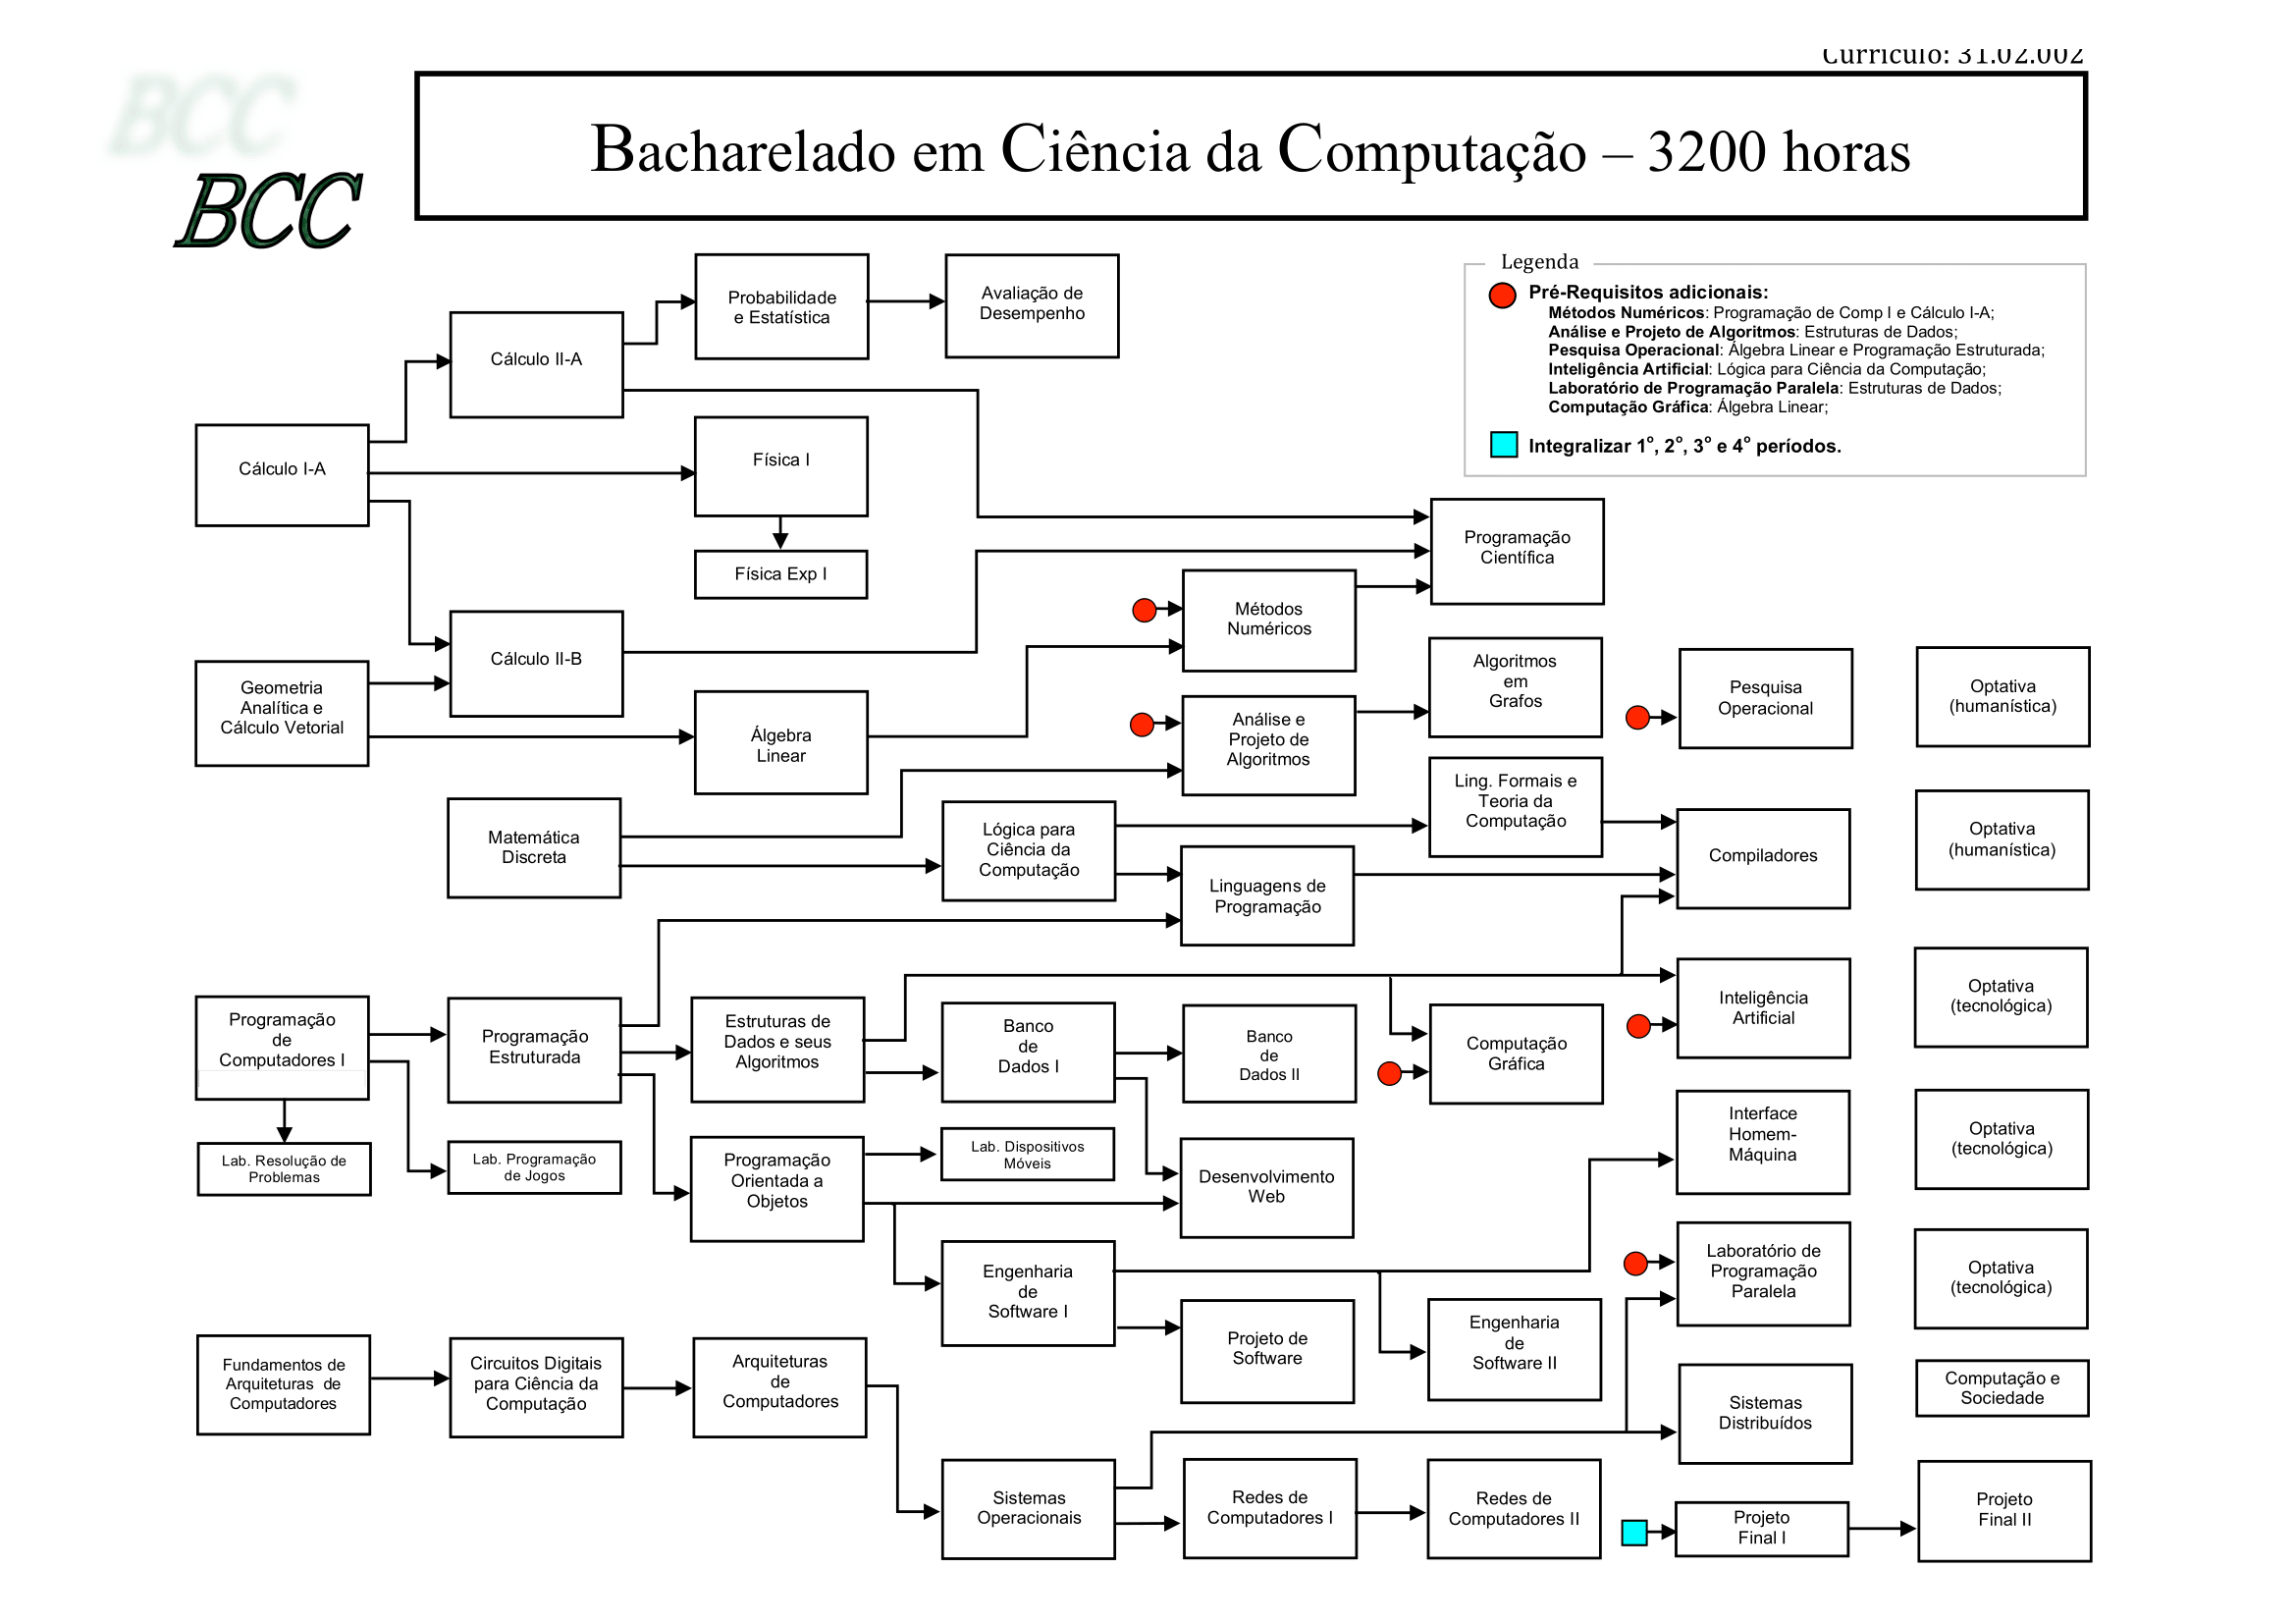 Currículo: 31.02.002
BCC
BCC
Bacharelado em Ciência da Computação – 3200 horas
Legenda
Pré-Requisitos adicionais:
Métodos Numéricos: Programação de Comp I e Cálculo I-A;
Análise e Projeto de Algoritmos: Estruturas de Dados;
Pesquisa Operacional: Álgebra Linear e Programação Estruturada;
Inteligência Artificial: Lógica para Ciência da Computação;
Laboratório de Programação Paralela: Estruturas de Dados;
Computação Gráfica: Álgebra Linear;
Integralizar 1º, 2º, 3º e 4º períodos.
Cálculo I-A
Geometria
Analítica e
Cálculo Vetorial
Programação
de
Computadores I
Lab. Resolução de
Problemas
Fundamentos de
Arquiteturas de
Computadores
Cálculo II-A
Cálculo II-B
Matemática
Discreta
Programação
Estruturada
Lab. Programação
de Jogos
Circuitos Digitais
para Ciência da
Computação
Probabilidade
e Estatística
Física I
Física Exp I
Álgebra
Linear
Estruturas de
Dados e seus
Algoritmos
Programação
Orientada a
Objetos
Arquiteturas
de
Computadores
Avaliação de
Desempenho
Lógica para
Ciência da
Computação
Banco
de
Dados I
Lab. Dispositivos
Móveis
Engenharia
de
Software I
Sistemas
Operacionais
Métodos
Numéricos
Análise e
Projeto de
Algoritmos
Linguagens de
Programação
Banco
de
Dados II
Desenvolvimento
Web
Projeto de
Software
Redes de
Computadores I
Programação
Científica
Algoritmos
em
Grafos
Ling. Formais e
Teoria da
Computação
Computação
Gráfica
Engenharia
de
Software II
Redes de
Computadores II
Pesquisa
Operacional
Compiladores
Inteligência
Artificial
Interface
Homem-
Máquina
Laboratório de
Programação
Paralela
Sistemas
Distribuídos
Projeto
Final I
Optativa
(humanística)
Optativa
(humanística)
Optativa
(tecnológica)
Optativa
(tecnológica)
Optativa
(tecnológica)
Computação e
Sociedade
Projeto
Final II